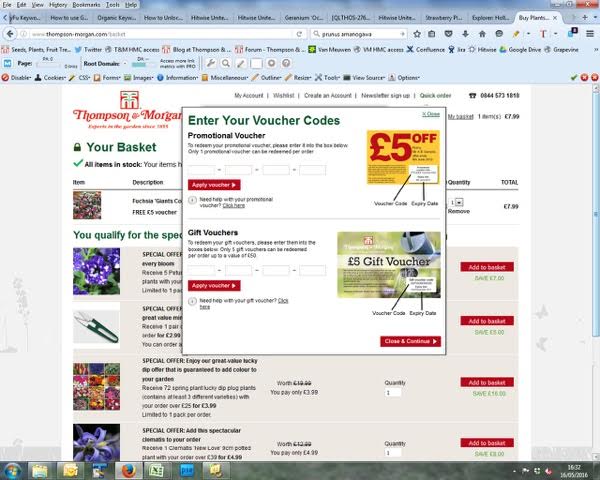 File Edit View History Bookmarks Tools Help
How to use G...
Organic Keyw...
How to Unloc...
Hitwise Unite...
Geranium 'Oc...
JQLTHOS-276...
Hitwise Unite...
Strawberry Pl...
Hitwise Unite...
Explorer Holl...
Buy Plants...
www.thompson-morgan.com/basket
prunus amanogawa
Seeds, Plants, Fruit Tree...
Twitter
T&M HMC access
Blog at Thompson & ...
Forum - Thompson & ...
VanMeuwen HMC access
Confluence
Hitwise United Kingdom
Google Drive
Grapevine
Page:
Root Domain:
Access more link metrics with PRO
Disable Cookies CSS Forms Images Information Miscellaneous Outline Resize Tools View Source Options
My Account | Wishlist | Create an Account | Newsletter sign up | Quick order
0844 573 1818
Thompson & Morgan
Experts in the garden since 1855
My basket 1 item(s) £7.99
Your Basket
All items in stock: Your items h
Item Description Quantity TOTAL
Fuchsia 'Giants Co
FREE £5 voucher
1
Remove
£7.99
You qualify for the spe
X Close
Enter Your Voucher Codes
Promotional Voucher
To redeem your promotional voucher, please enter it into the box below.
Only 1 promotional voucher can be redeemed per order
Apply voucher
Need help with your promotional
voucher? Click here
£5 OFF
Voucher Code Expiry Date
Gift Vouchers
To redeem your gift vouchers, please enter them into the
boxes below. Only 5 gift vouchers can be redeemed
per order up to a value of £50.
Apply voucher
Need help with your gift voucher? Click
here
Thompson & Morgan
£5 Gift Voucher
Voucher Code Expiry Date
Close & Continue
SPECIAL OFFER:
every bloom
Receive 5 Petu
plants with your
Limited to 1 pa
Add to basket
SAVE £7.00
SPECIAL OFFER:
great value min
Receive 1 pair o
order for £2.99
You can order a
Add to basket
SAVE £5.00
SPECIAL OFFER: Enjoy our great-value lucky
dip offer that is guaranteed to add colour to
your garden
Receive 72 spring plant lucky dip plug plants
(contains at least 3 different varieties) with
your order over £25 for £3.99
Limited to 1 pack per order.
Worth £19.99
You pay only £3.99
Quantity
1
Add to basket
SAVE £16.00
SPECIAL OFFER: Add this spectacular
clematis to your order
Receive 1 Clematis 'New Love' 9cm potted
plant with your order over £39 for £4.99
Worth £12.99
You pay only £4.99
Quantity
1
Add to basket
SAVE £8.00
16:32
16/05/2016